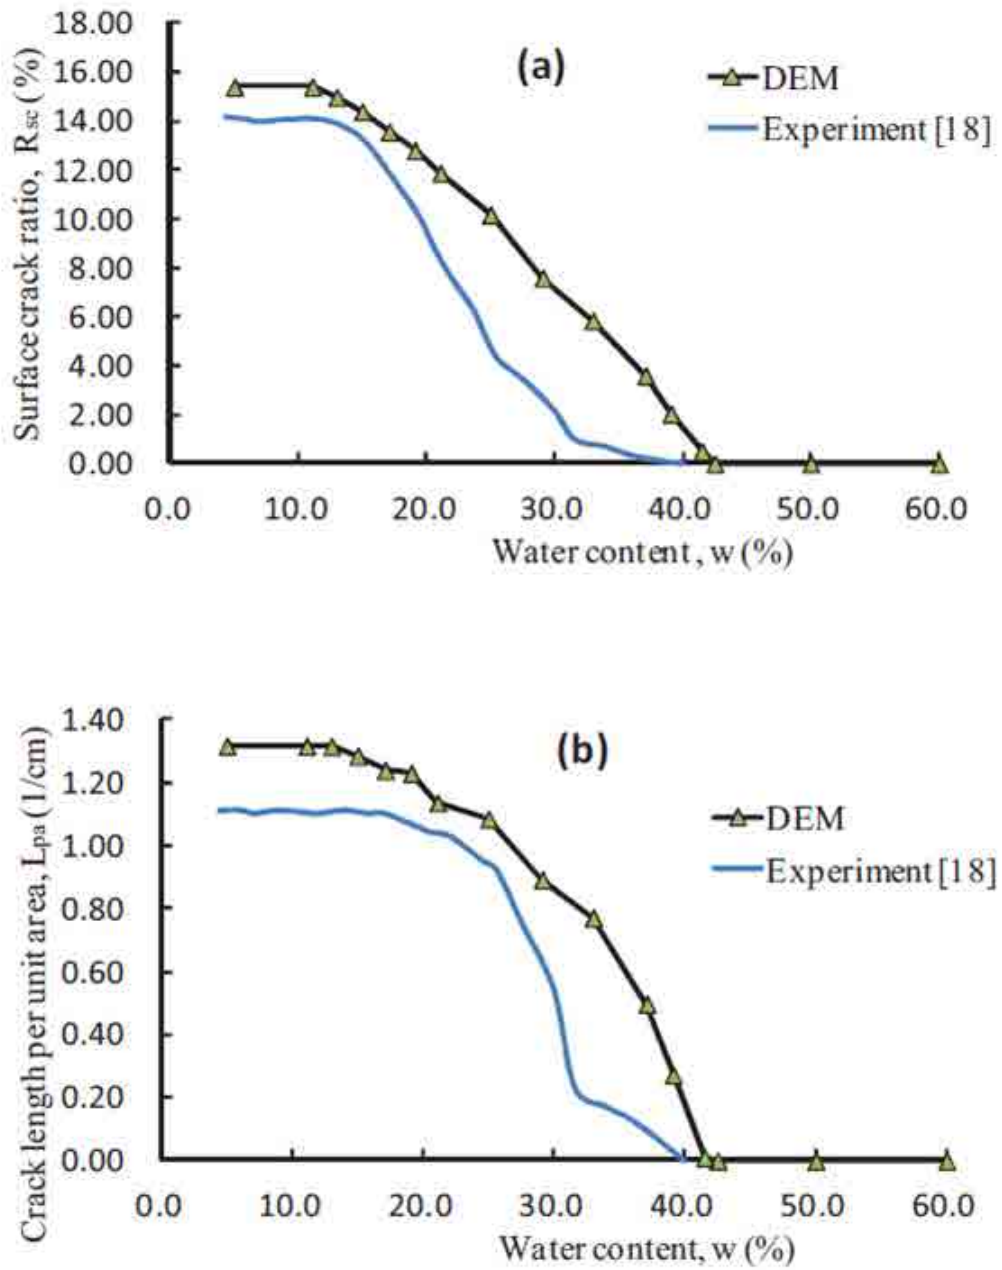 18.00
16.00
14.00
12.00
10.00
8.00
6.00
4.00
2.00
0.00
Surface crack ratio, Rsc (%)
(a)
DEM
Experiment [18]
0.0 10.0 20.0 30.0 40.0 50.0 60.0
Water content, w (%)
1.40
1.20
1.00
0.80
0.60
0.40
0.20
0.00
Crack length per unit area, Lpa (1/cm)
(b)
DEM
Experiment [18]
0.0 10.0 20.0 30.0 40.0 50.0 60.0
Water content, w (%)